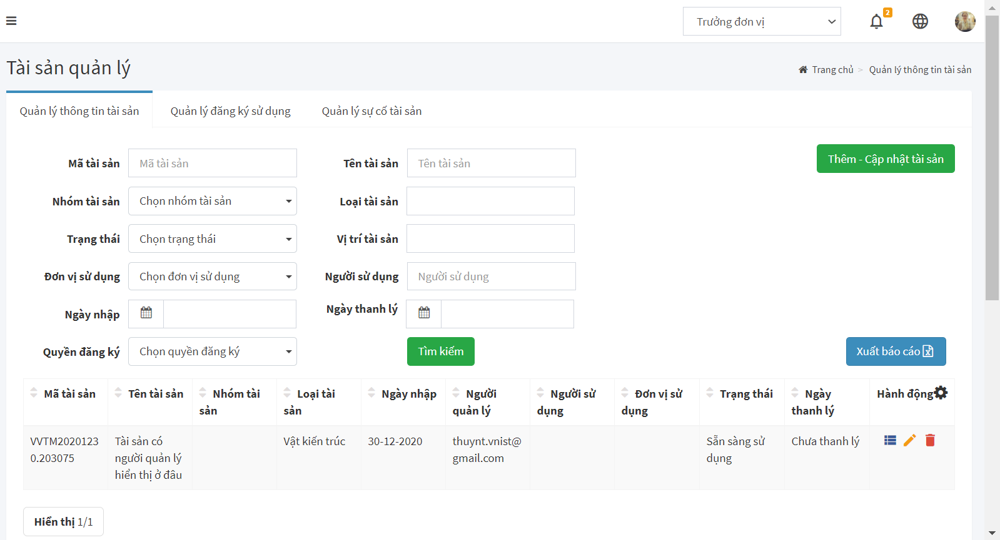 Trưởng đơn vị
2
Tài sản quản lý
Trang chủ > Quản lý thông tin tài sản
Quản lý thông tin tài sản
Quản lý đăng ký sử dụng
Quản lý sự cố tài sản
Mã tài sản
Mã tài sản
Tên tài sản
Tên tài sản
Thêm - Cập nhật tài sản
Nhóm tài sản
Chọn nhóm tài sản
Loại tài sản
Trạng thái
Chọn trạng thái
Vị trí tài sản
Đơn vị sử dụng
Chọn đơn vị sử dụng
Người sử dụng
Người sử dụng
Ngày nhập
Ngày thanh lý
Quyền đăng ký
Chọn quyền đăng ký
Tìm kiếm
Xuất báo cáo
Mã tài sản
Tên tài sản
Nhóm tài
sản
Loại tài
sản
Ngày nhập
Người
quản lý
Người sử
dụng
Đơn vị sử
dụng
Trạng thái
Ngày
thanh lý
Hành động
VVTM2020123
0.203075
Tài sản có
người quản lý
hiển thị ở đâu
Vật kiến trúc
30-12-2020
thuynt.vnist@
gmail.com
Sẵn sàng sử
dụng
Chưa thanh lý
Hiển thị 1/1